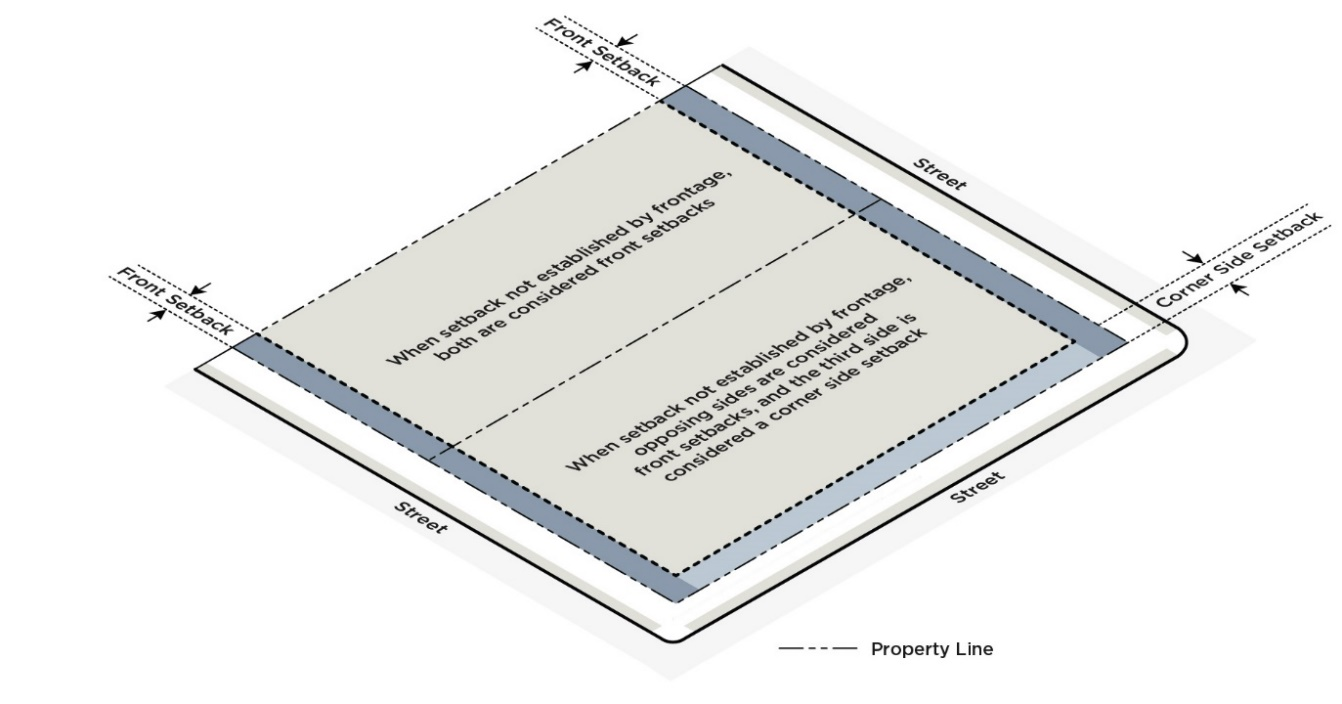 Front Setback
Street
Corner Side Setback
When setback not established by frontage,
both are considered front setbacks
Front Setback
When setback not established by frontage,
opposing sides are considered
front setbacks, and the third side is
considered a corner side setback
Street
Street
Property Line